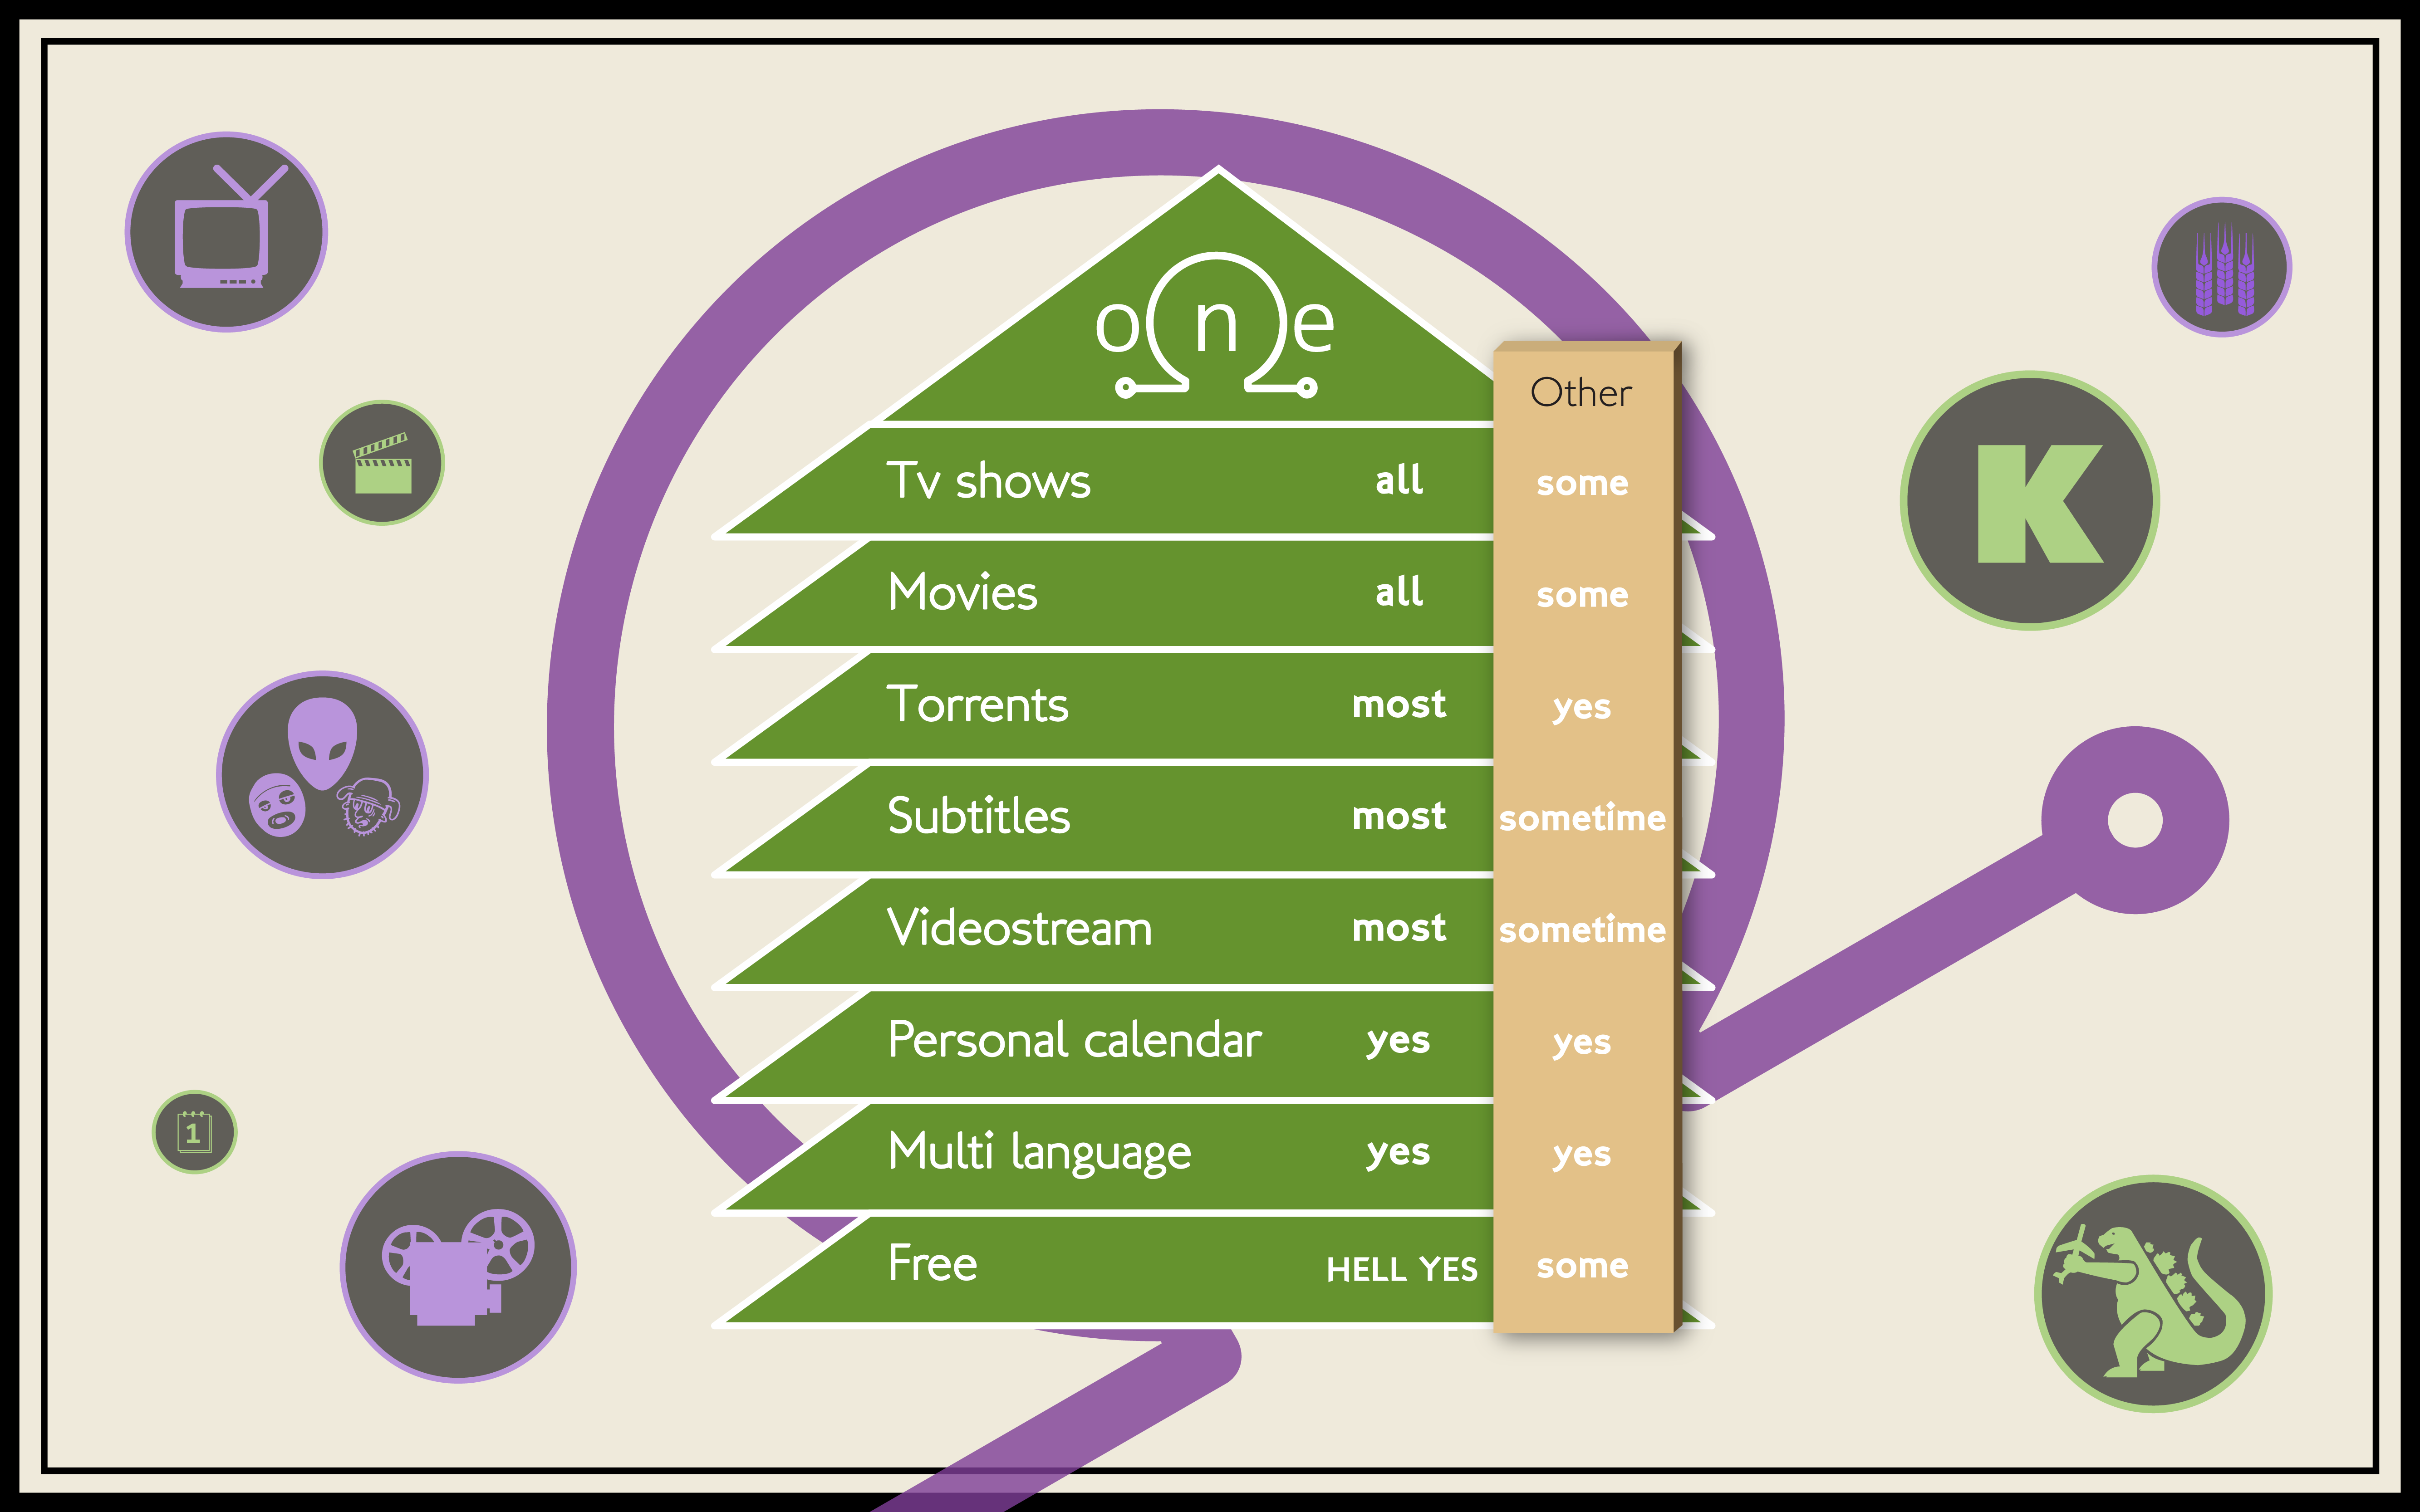 one
Other
Tv shows all some
Movies all some
Torrents most yes
Subtitles most sometime
Videostream most sometime
Personal calendar yes yes
Multi language yes yes
Free HELL YES some
K
1